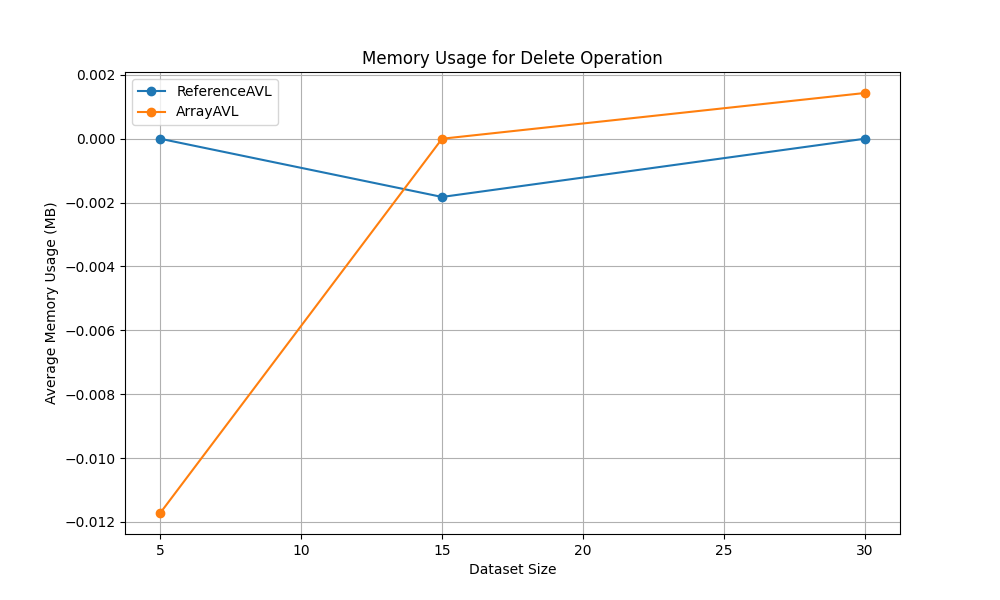 Memory Usage for Delete Operation
ReferenceAVL
ArrayAVL
Average Memory Usage (MB)
0.002
0.000
−0.002
−0.004
−0.006
−0.008
−0.010
−0.012
5 10 15 20 25 30
Dataset Size